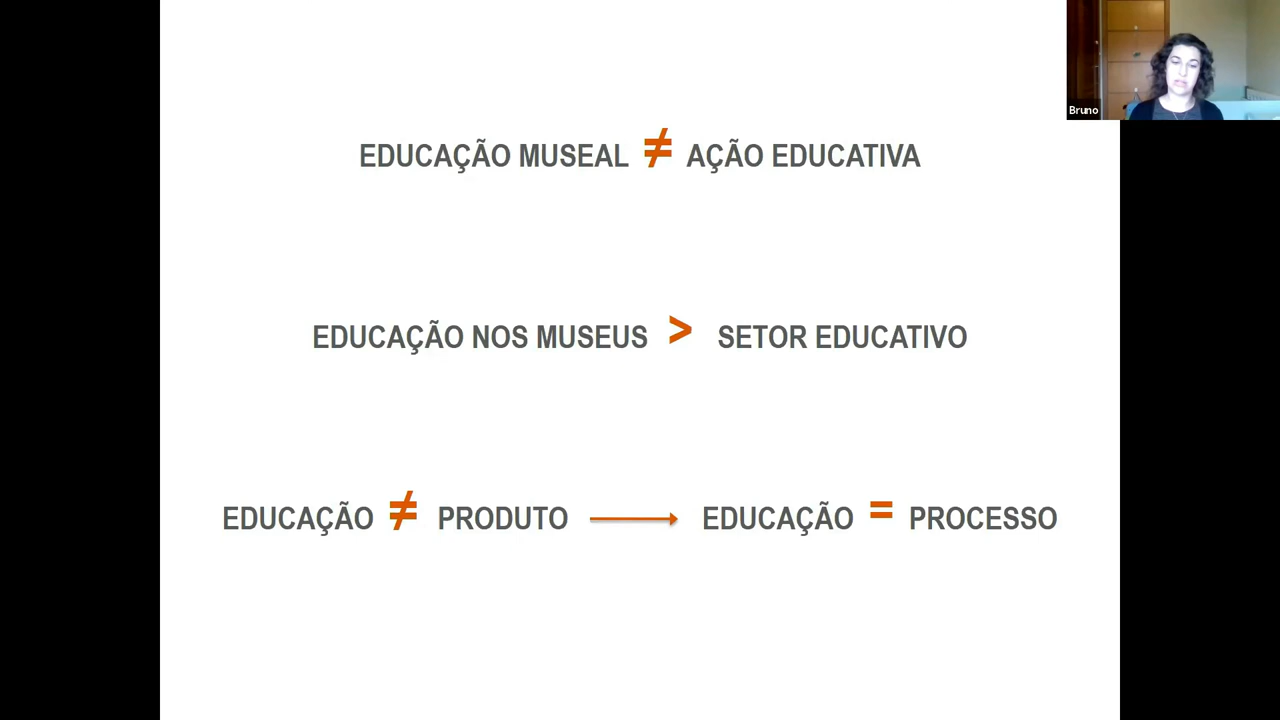 Bruno
EDUCAÇÃO MUSEAL ≠ AÇÃO EDUCATIVA
EDUCAÇÃO NOS MUSEUS > SETOR EDUCATIVO
EDUCAÇÃO ≠ PRODUTO → EDUCAÇÃO = PROCESSO